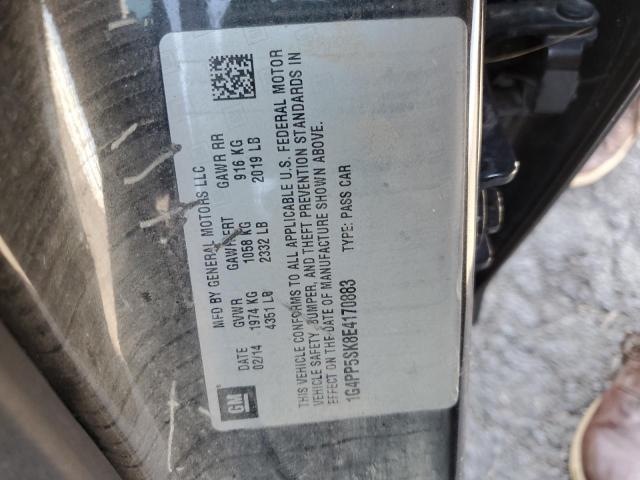 MFD BY GENERAL MOTORS LLC
DATE GVWR GAWR FRT GAWR RR
02/14 1974 KG 1058 KG 916 KG
4351 LB 2332 LB 2019 LB
GM
THIS VEHICLE CONFORMS TO ALL APPLICABLE U.S. FEDERAL MOTOR
VEHICLE SAFETY, BUMPER, AND THEFT PREVENTION STANDARDS IN
EFFECT ON THE DATE OF MANUFACTURE SHOWN ABOVE.
1G4PP5SK8E4170883 TYPE: PASS CAR